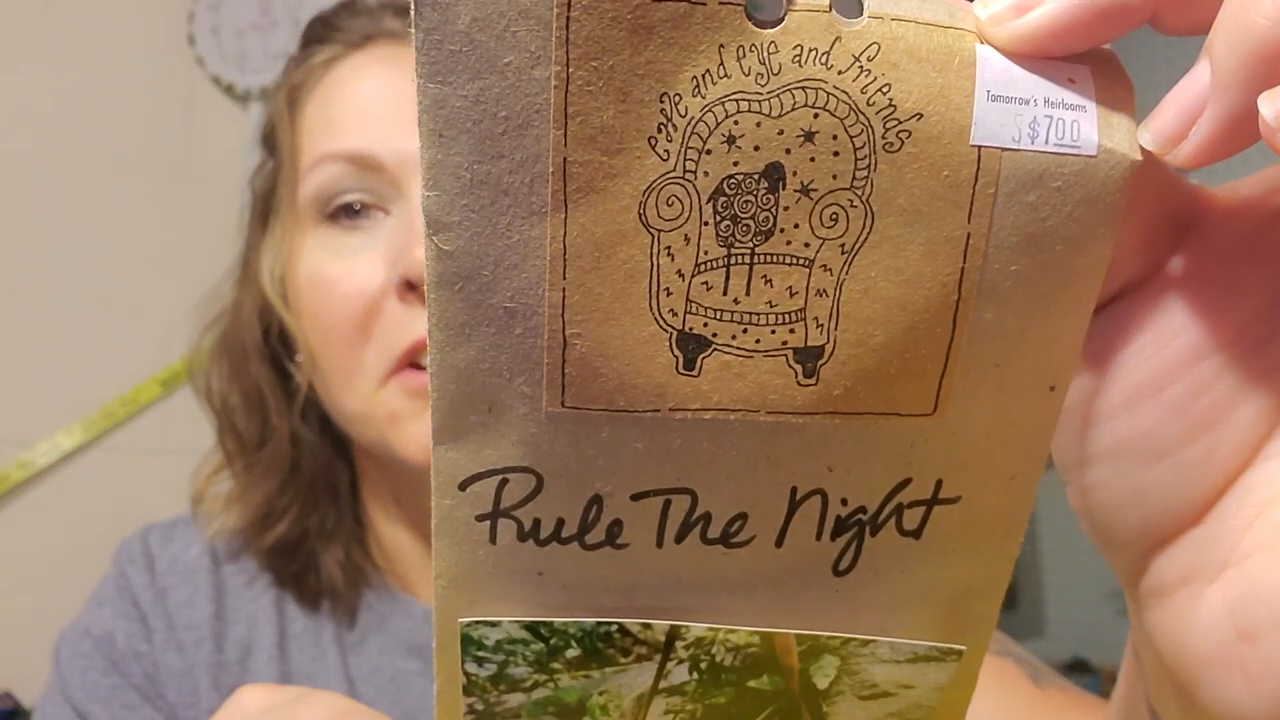 ewe and eye and friends
Tomorrow's Heirlooms
$7.00
Rule The Night